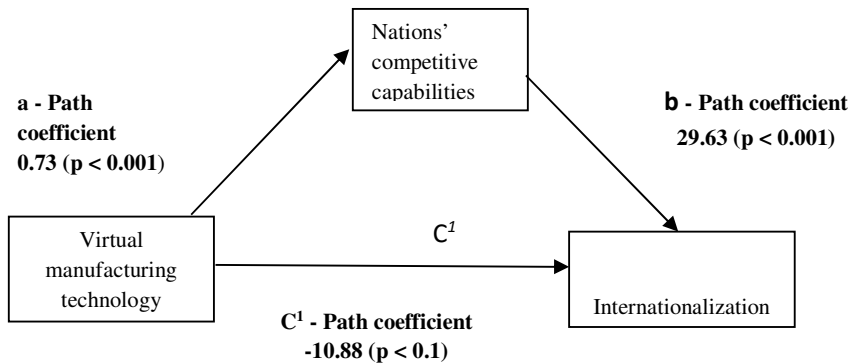 Nations’
competitive
capabilities
a - Path
coefficient
0.73 (p < 0.001)
b - Path coefficient
29.63 (p < 0.001)
Virtual
manufacturing
technology
C¹
Internationalization
C¹ - Path coefficient
-10.88 (p < 0.1)